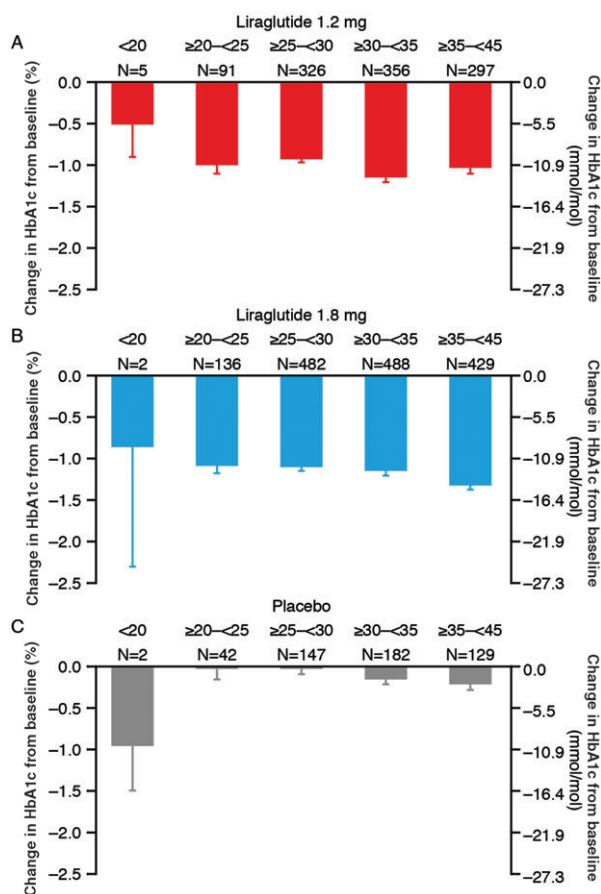 Liraglutide 1.2 mg
A
<20 ≥20–<25 ≥25–<30 ≥30–<35 ≥35–<45
N=5 N=91 N=326 N=356 N=297
Change in HbA1c from baseline (%)
0.0 0.0
–0.5 –5.5
–1.0 –10.9
–1.5 –16.4
–2.0 –21.9
–2.5 –27.3
Change in HbA1c from baseline
(mmol/mol)
Liraglutide 1.8 mg
B
<20 ≥20–<25 ≥25–<30 ≥30–<35 ≥35–<45
N=2 N=136 N=482 N=488 N=429
Change in HbA1c from baseline (%)
0.0 0.0
–0.5 –5.5
–1.0 –10.9
–1.5 –16.4
–2.0 –21.9
–2.5 –27.3
Change in HbA1c from baseline
(mmol/mol)
Placebo
C
<20 ≥20–<25 ≥25–<30 ≥30–<35 ≥35–<45
N=2 N=42 N=147 N=182 N=129
Change in HbA1c from baseline (%)
0.0 0.0
–0.5 –5.5
–1.0 –10.9
–1.5 –16.4
–2.0 –21.9
–2.5 –27.3
Change in HbA1c from baseline
(mmol/mol)